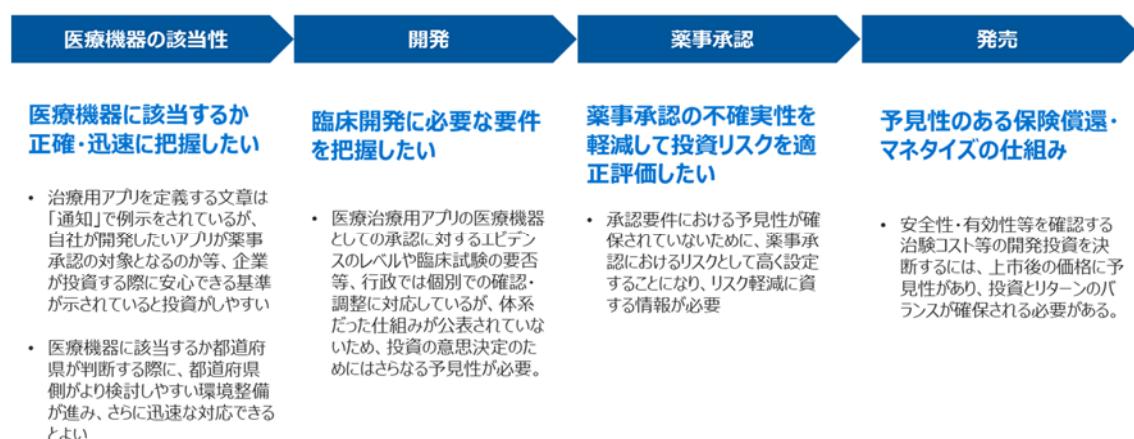 医療機器の該当性
開発
薬事承認
発売
医療機器に該当するか
正確・迅速に把握したい
• 治療用アプリを定義する文章は
「通知」で例示をされているが、
自社が開発したいアプリが薬事
承認の対象となるのか等、企業
が投資する際に安心できる基準
が示されていると投資がしやすい
• 医療機器に該当するか都道府
県が判断する際に、都道府県
側がより検討しやすい環境整備
が進み、さらに迅速な対応できる
とよい
臨床開発に必要な要件
を把握したい
• 医療治療用アプリの医療機器
としての承認に対するエビデン
スのレベルや臨床試験の要否
等、行政では個別での確認・
調整に対応しているが、体系
だった仕組みが公表されていな
いため、投資の意思決定のた
めにはさらなる予見性が必要。
薬事承認の不確実性を
軽減して投資リスクを適
正評価したい
• 承認要件における予見性が確
保されていないために、薬事承
認におけるリスクとして高く設定
することになり、リスク軽減に資
する情報が必要
予見性のある保険償還・
マネタイズの仕組み
• 安全性・有効性等を確認する
治験コスト等の開発投資を決
断するには、上市後の価格に予
見性があり、投資とリターンのバ
ランスが確保される必要がある。